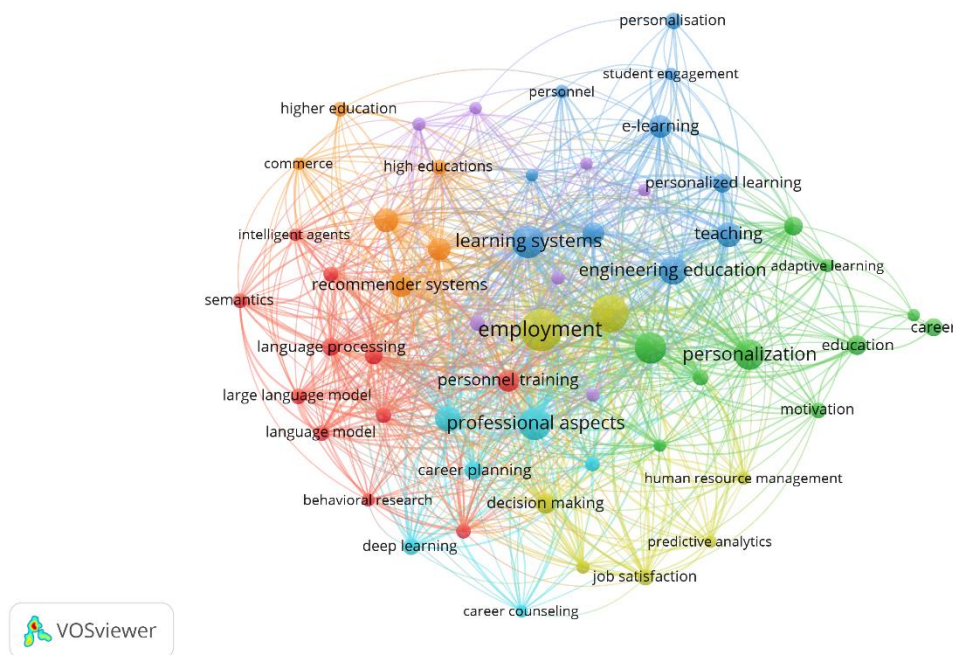 personalisation
student engagement
personnel
higher education
e-learning
commerce
high educations
personalized learning
intelligent agents
learning systems
teaching
engineering education
adaptive learning
recommender systems
semantics
employment
career
language processing
personalization
education
personnel training
large language model
motivation
language model
professional aspects
career planning
human resource management
behavioral research
decision making
deep learning
predictive analytics
job satisfaction
career counseling
VOSviewer